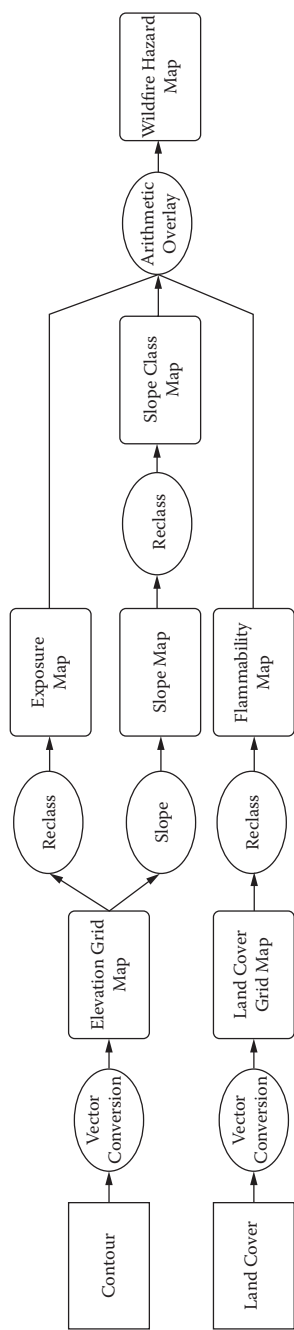 Contour
Vector
Conversion
Elevation Grid
Map
Reclass
Exposure
Map
Slope
Slope Map
Reclass
Slope Class
Map
Land Cover
Vector
Conversion
Land Cover
Grid Map
Reclass
Flammability
Map
Arithmetic
Overlay
Wildfire Hazard
Map